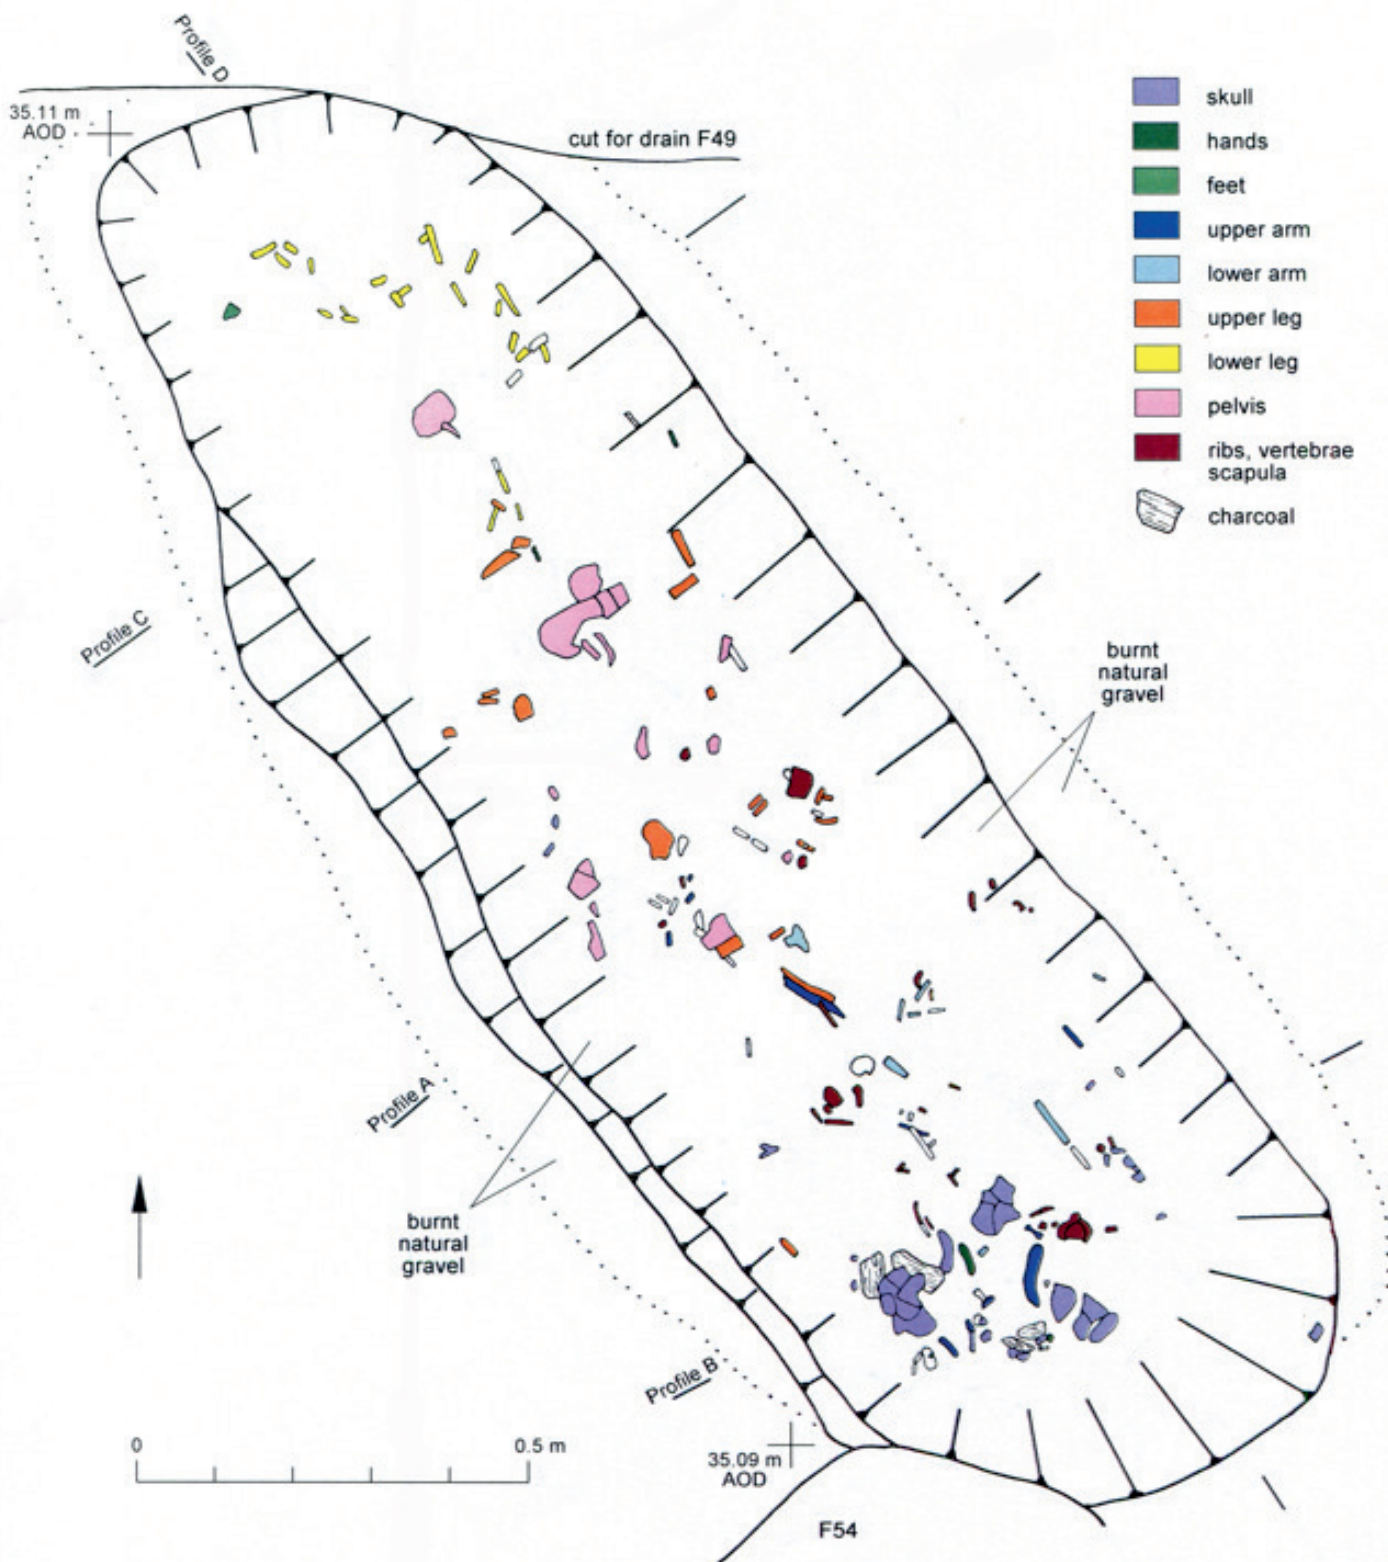 Profile D
35.11 m
AOD
cut for drain F49
skull
hands
feet
upper arm
lower arm
upper leg
lower leg
pelvis
ribs, vertebrae
scapula
charcoal
Profile C
burnt
natural
gravel
Profile A
burnt
natural
gravel
Profile B
0
0.5 m
35.09 m
AOD
F54